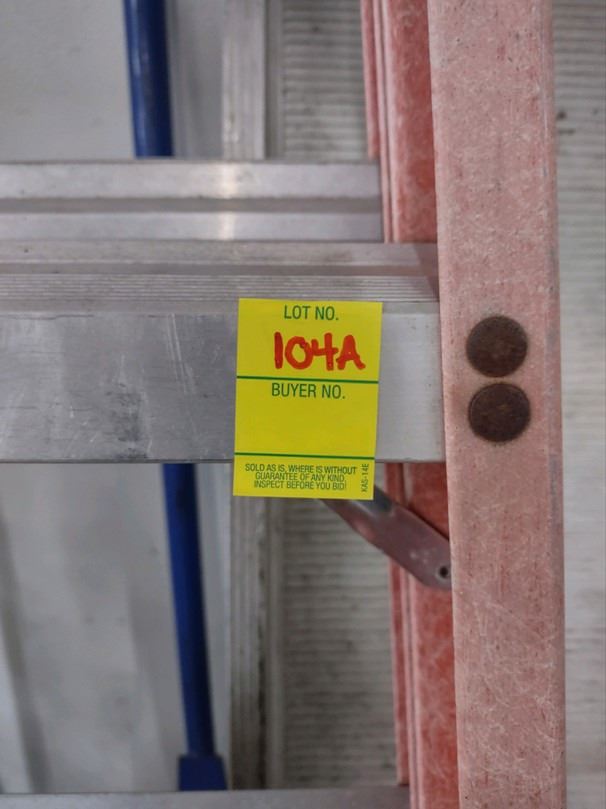 LOT NO.
104A
BUYER NO.
SOLD AS IS, WHERE IS WITHOUT
GUARANTEE OF ANY KIND.
INSPECT BEFORE YOU BID!
KAS-14E